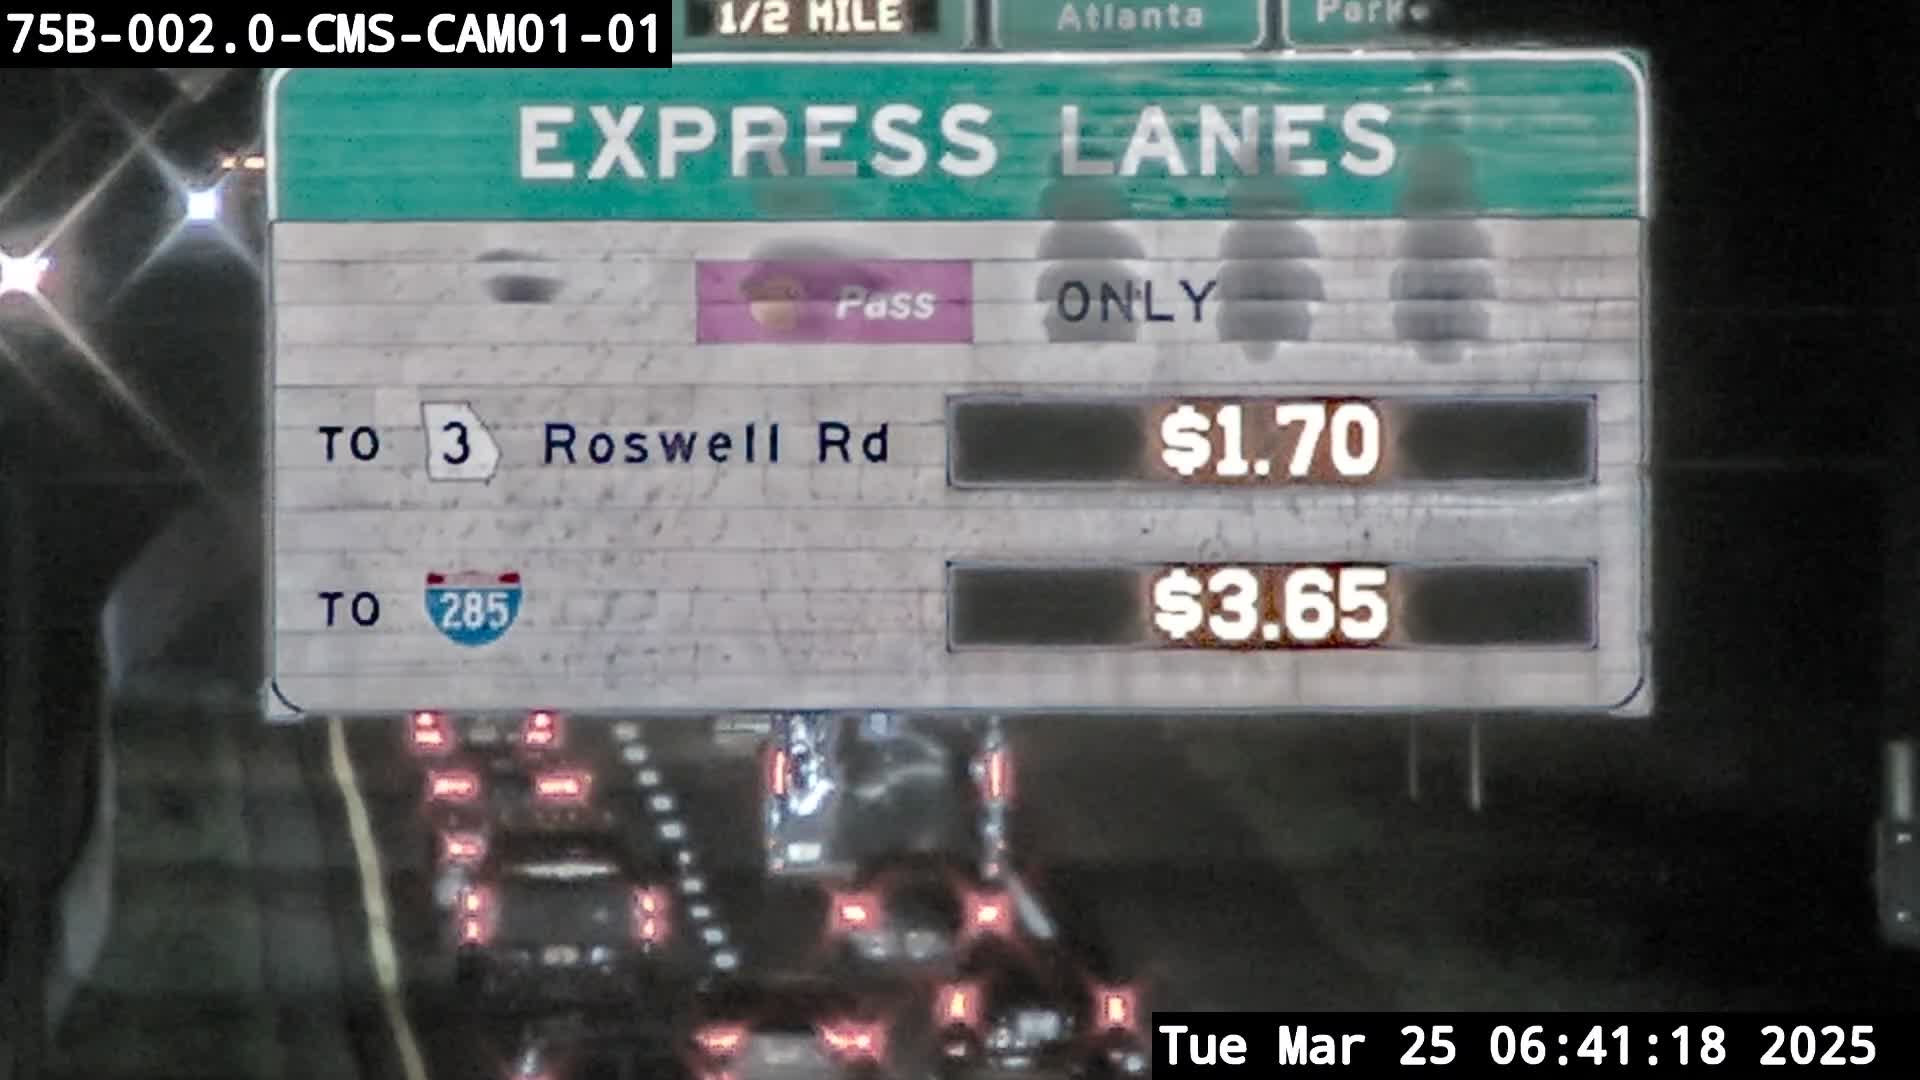 75B-002.0-CMS-CAM01-01
1/2 MILE
Atlanta
Park
EXPRESS LANES
Pass ONLY
TO 3 Roswell Rd $1.70
TO 285 $3.65
Tue Mar 25 06:41:18 2025